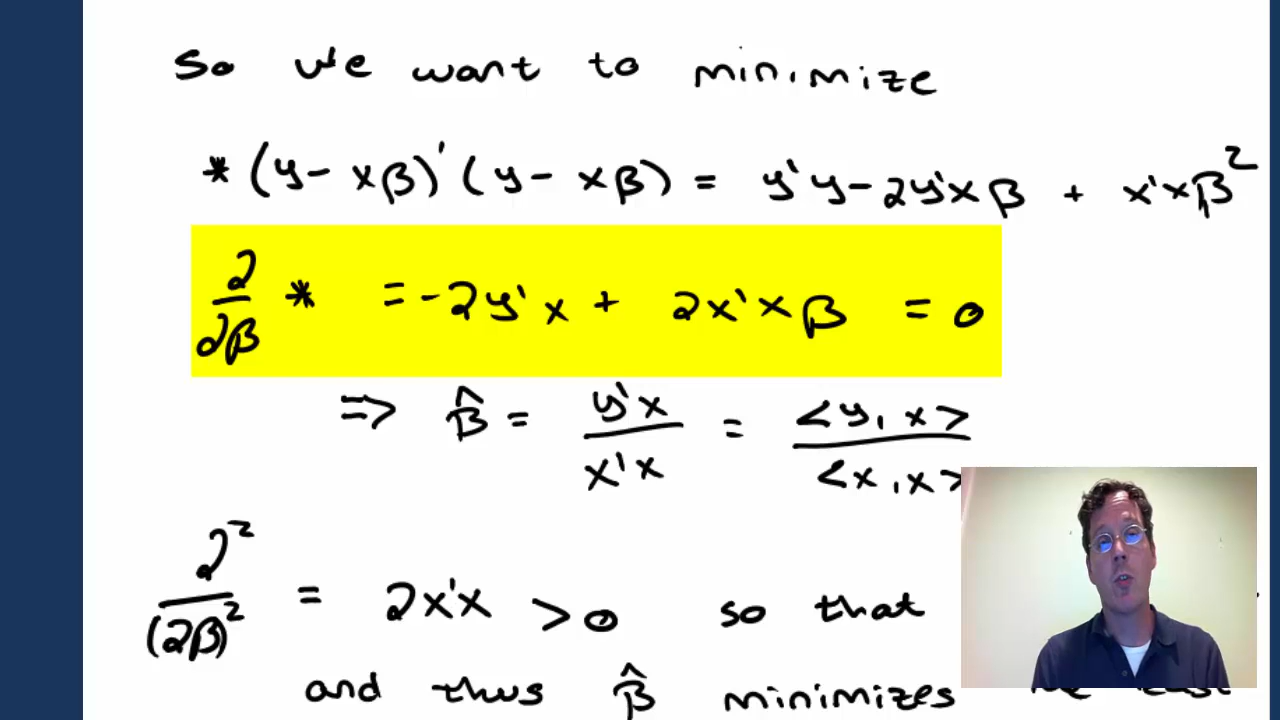 So we want to minimize
* (y - xβ)' (y - xβ) = y'y - 2y'xβ + x'xβ²
∂/∂β * = -2y'x + 2x'xβ = 0
⇒ β̂ = y'x / x'x = <y, x> / <x, x>
∂²/(∂β)² = 2x'x > 0 so that
and thus β̂ minimizes